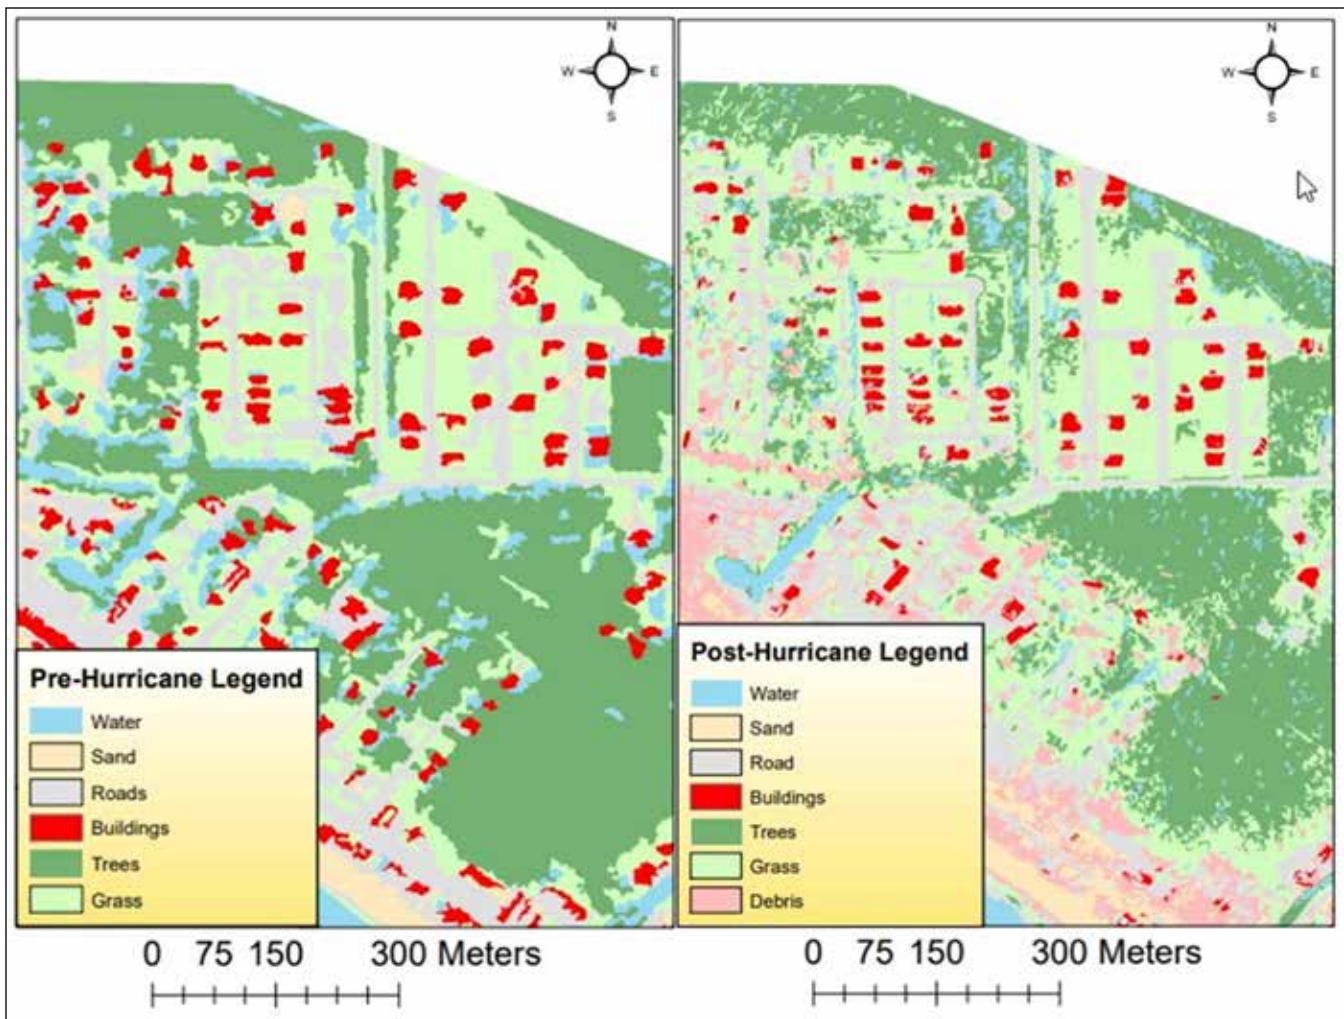 N
W E
S
Pre-Hurricane Legend
Water
Sand
Roads
Buildings
Trees
Grass
0 75 150 300 Meters
N
W E
S
Post-Hurricane Legend
Water
Sand
Road
Buildings
Trees
Grass
Debris
0 75 150 300 Meters